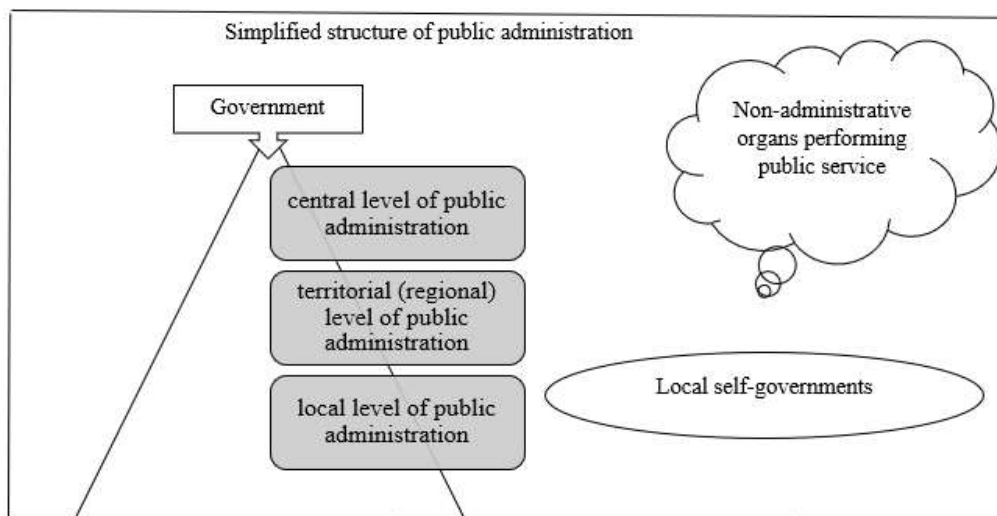 Simplified structure of public administration
Government
Non-administrative
organs performing
public service
central level of public
administration
territorial (regional)
level of public
administration
local level of public
administration
Local self-governments